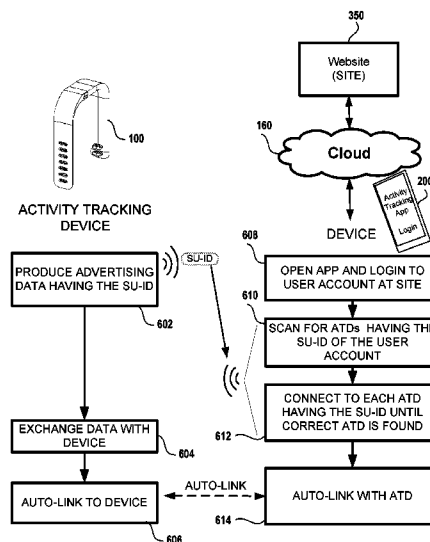 350
Website
(SITE)
160
Cloud
100
200
Activity
Tracking
App
Login
ACTIVITY TRACKING
DEVICE
DEVICE
608
PRODUCE ADVERTISING
DATA HAVING THE SU-ID
602
SU-ID
OPEN APP AND LOGIN TO
USER ACCOUNT AT SITE
610
SCAN FOR ATDs HAVING THE
SU-ID OF THE USER
ACCOUNT
CONNECT TO EACH ATD
HAVING THE SU-ID UNTIL
CORRECT ATD IS FOUND
612
EXCHANGE DATA WITH
DEVICE
604
AUTO-LINK TO DEVICE
606
AUTO-LINK
AUTO-LINK WITH ATD
614